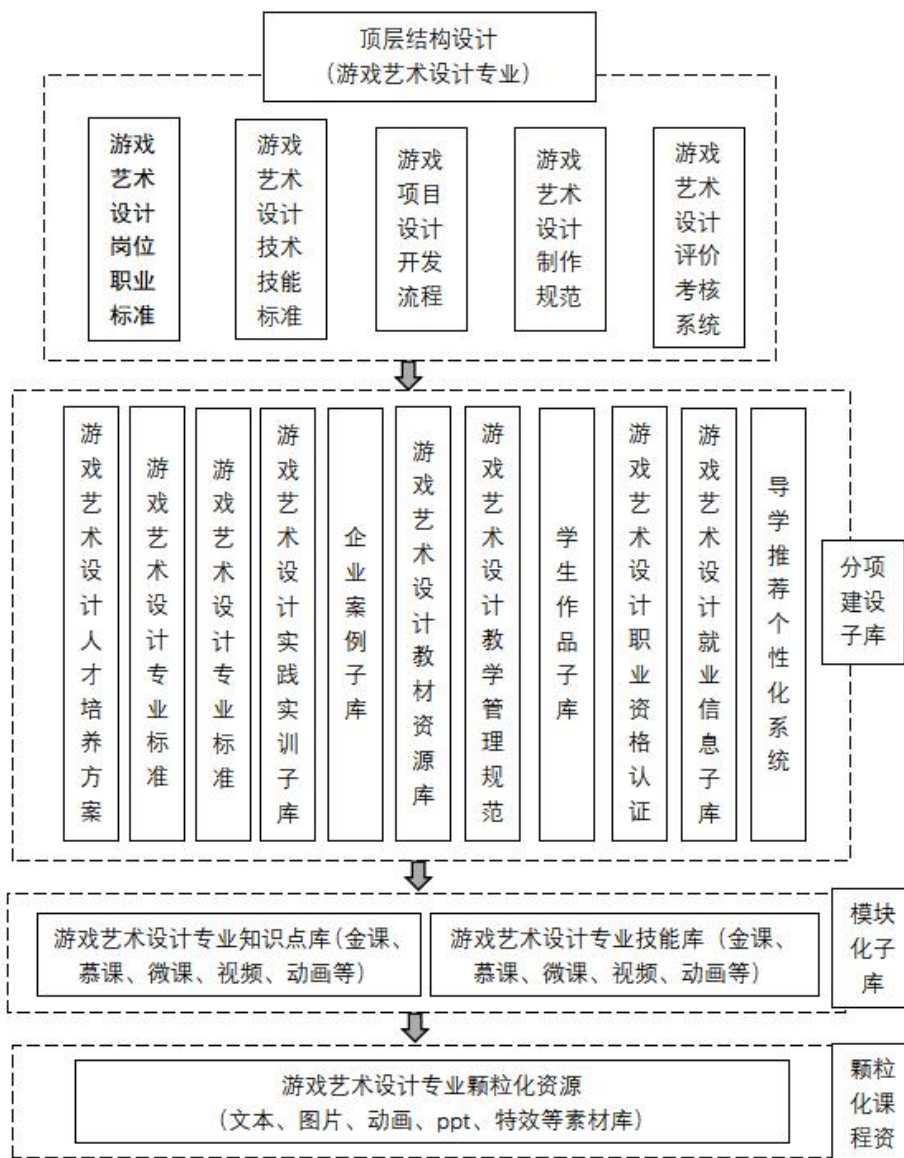 顶层结构设计
（游戏艺术设计专业）
游戏
艺术
设计
岗位
职业
标准
游戏
艺术
设计
技术
技能
标准
游戏
项目
设计
开发
流程
游戏
艺术
设计
制作
规范
游戏
艺术
设计
评价
考核
系统
游戏艺术设计人才培养方案
游戏艺术设计专业标准
游戏艺术设计专业标准
游戏艺术设计实践实训子库
企业案例子库
游戏艺术设计教材资源库
游戏艺术设计教学管理规范
学生作品子库
游戏艺术设计职业资格认证
游戏艺术设计就业信息子库
导学推荐个性化系统
分项
建设
子库
游戏艺术设计专业知识点库（金课、
慕课、微课、视频、动画等）
游戏艺术设计专业技能库（金课、
慕课、微课、视频、动画等）
模块
化子
库
游戏艺术设计专业颗粒化资源
（文本、图片、动画、ppt、特效等素材库）
颗粒
化课
程资